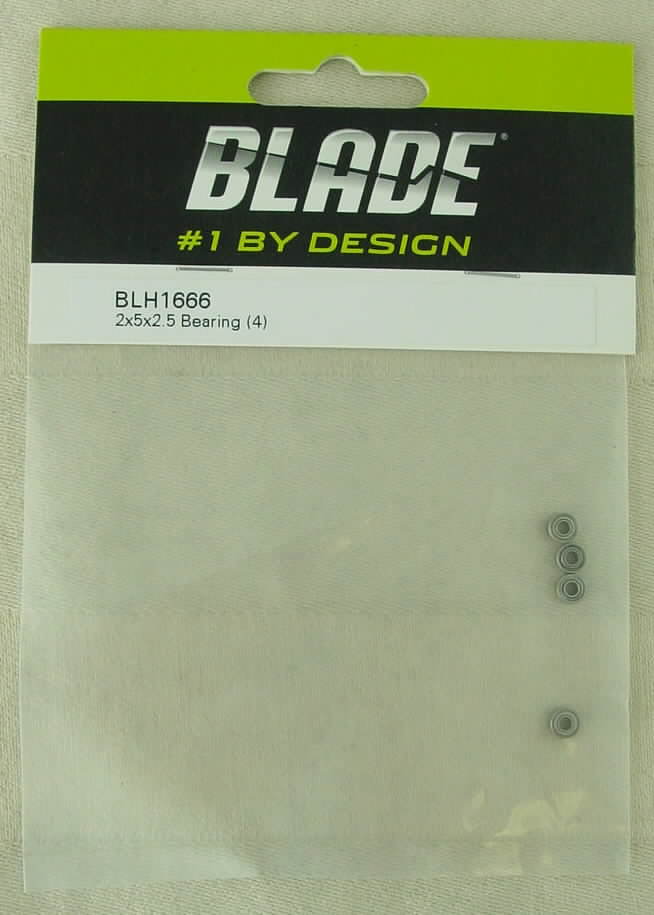 BLADE®
#1 BY DESIGN
BLH1666
2x5x2.5 Bearing (4)